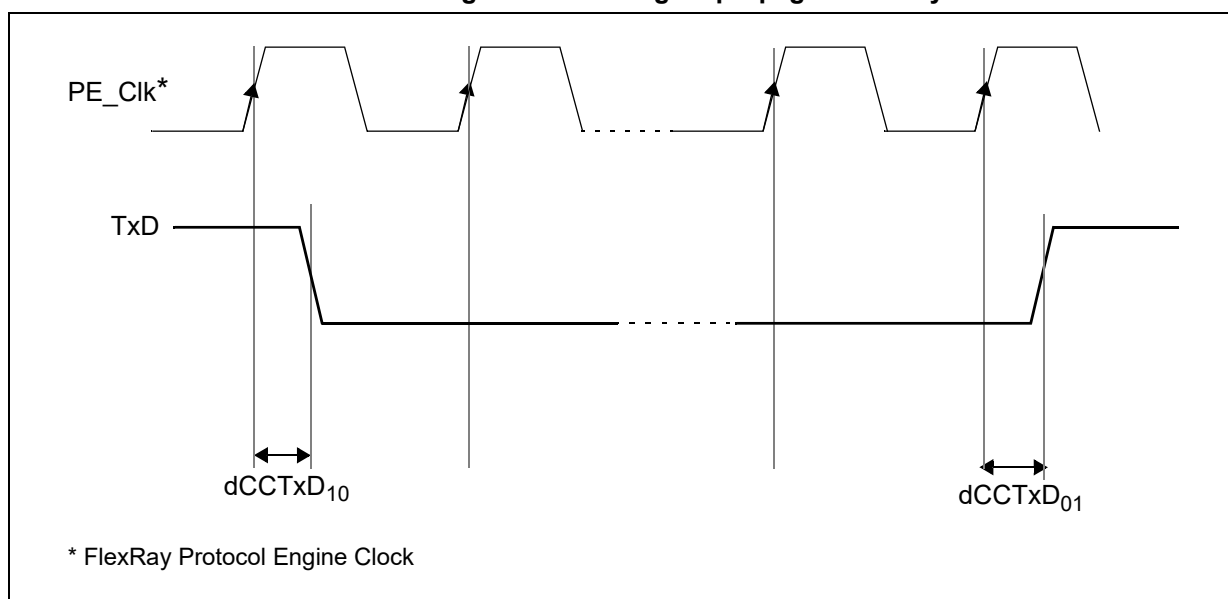 PE_Clk*
TxD
dCCTxD10
dCCTxD01
* FlexRay Protocol Engine Clock